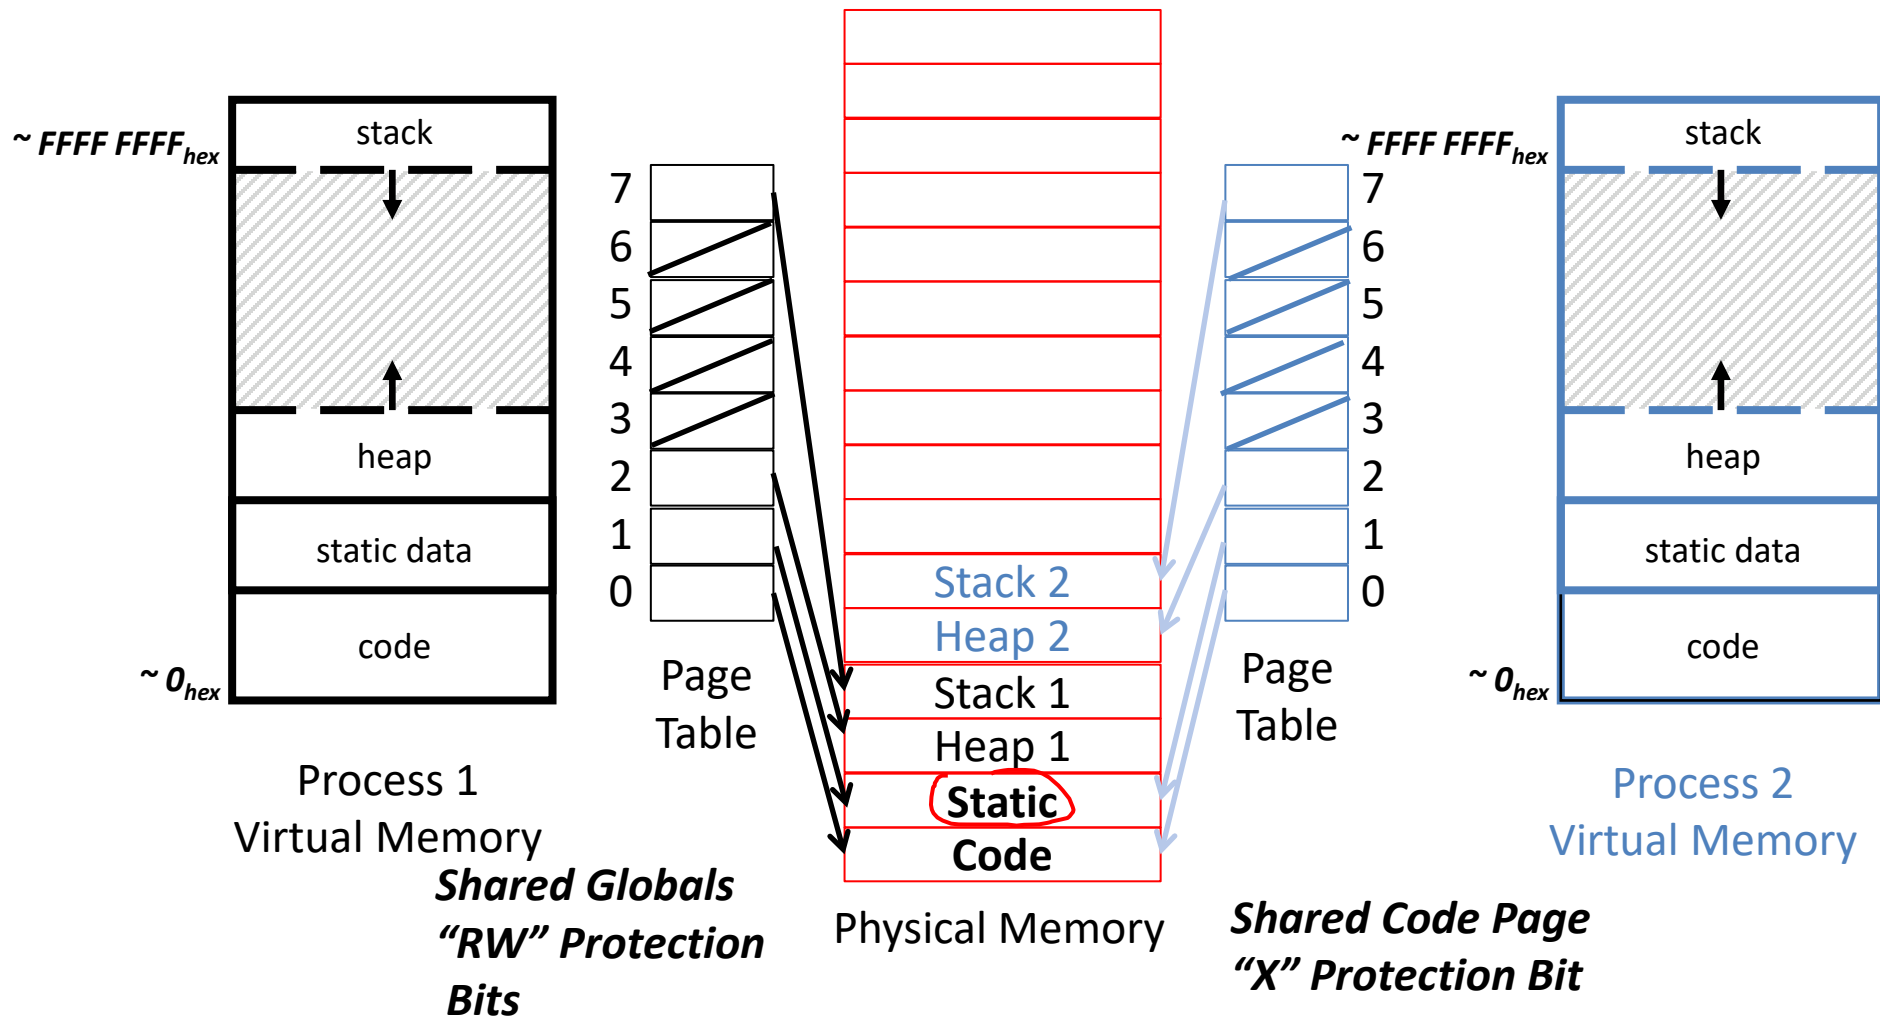 ~ FFFF FFFFhex
stack
heap
static data
code
~ 0hex
Process 1
Virtual Memory
7
6
5
4
3
2
1
0
Page
Table
Shared Globals
“RW” Protection
Bits
Stack 2
Heap 2
Stack 1
Heap 1
Static
Code
Physical Memory
7
6
5
4
3
2
1
0
Page
Table
Shared Code Page
“X” Protection Bit
~ FFFF FFFFhex
stack
heap
static data
code
~ 0hex
Process 2
Virtual Memory